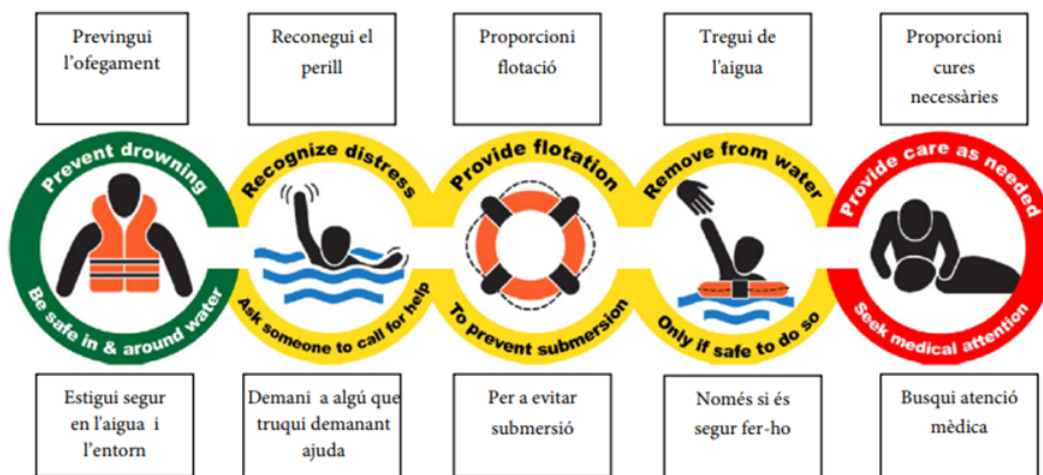 Previngui
l'ofegament
Reconegui el
perill
Proporcioni
flotació
Tregui de
l'aigua
Proporcioni
cures
necessàries
Prevent drowning
Be safe in & around water
Recognize distress
Ask someone to call for help
Provide flotation
To prevent submersion
Remove from water
Only if safe to do so
Provide care as needed
Seek medical attention
Estigui segur
en l'aigua i
l'entorn
Demani a algú que
truqui demanant
ajuda
Per a evitar
submersió
Només si és
segur fer-ho
Busqui atenció
mèdica